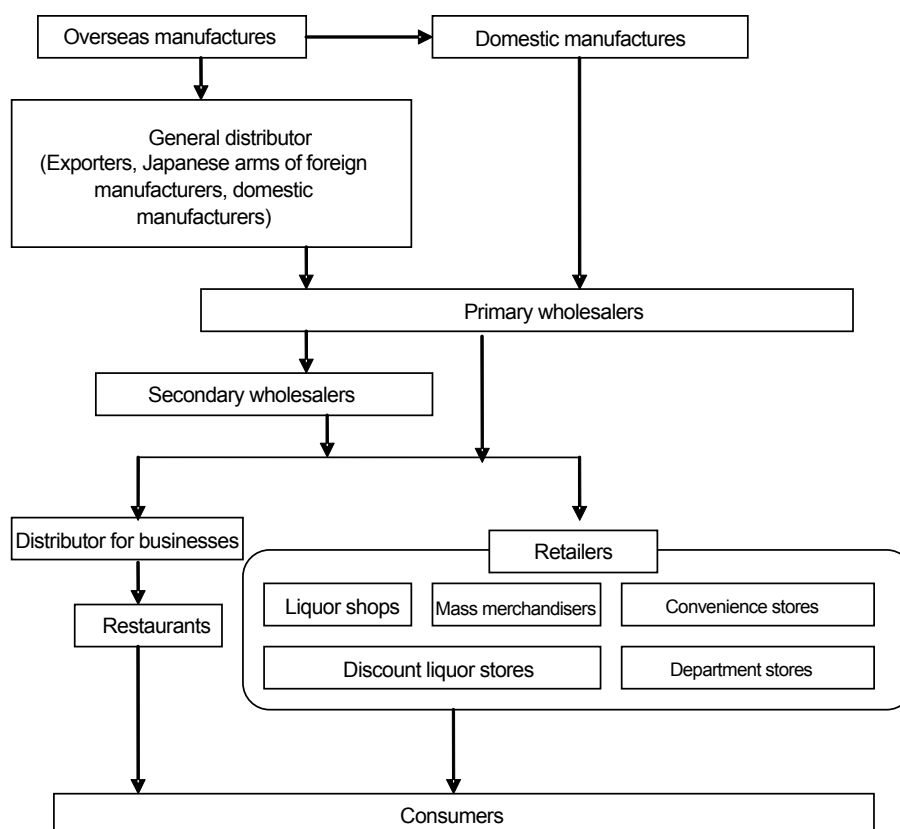 Overseas manufactures
Domestic manufactures
General distributor
(Exporters, Japanese arms of foreign
manufacturers, domestic
manufacturers)
Primary wholesalers
Secondary wholesalers
Distributor for businesses
Retailers
Liquor shops
Mass merchandisers
Convenience stores
Restaurants
Discount liquor stores
Department stores
Consumers